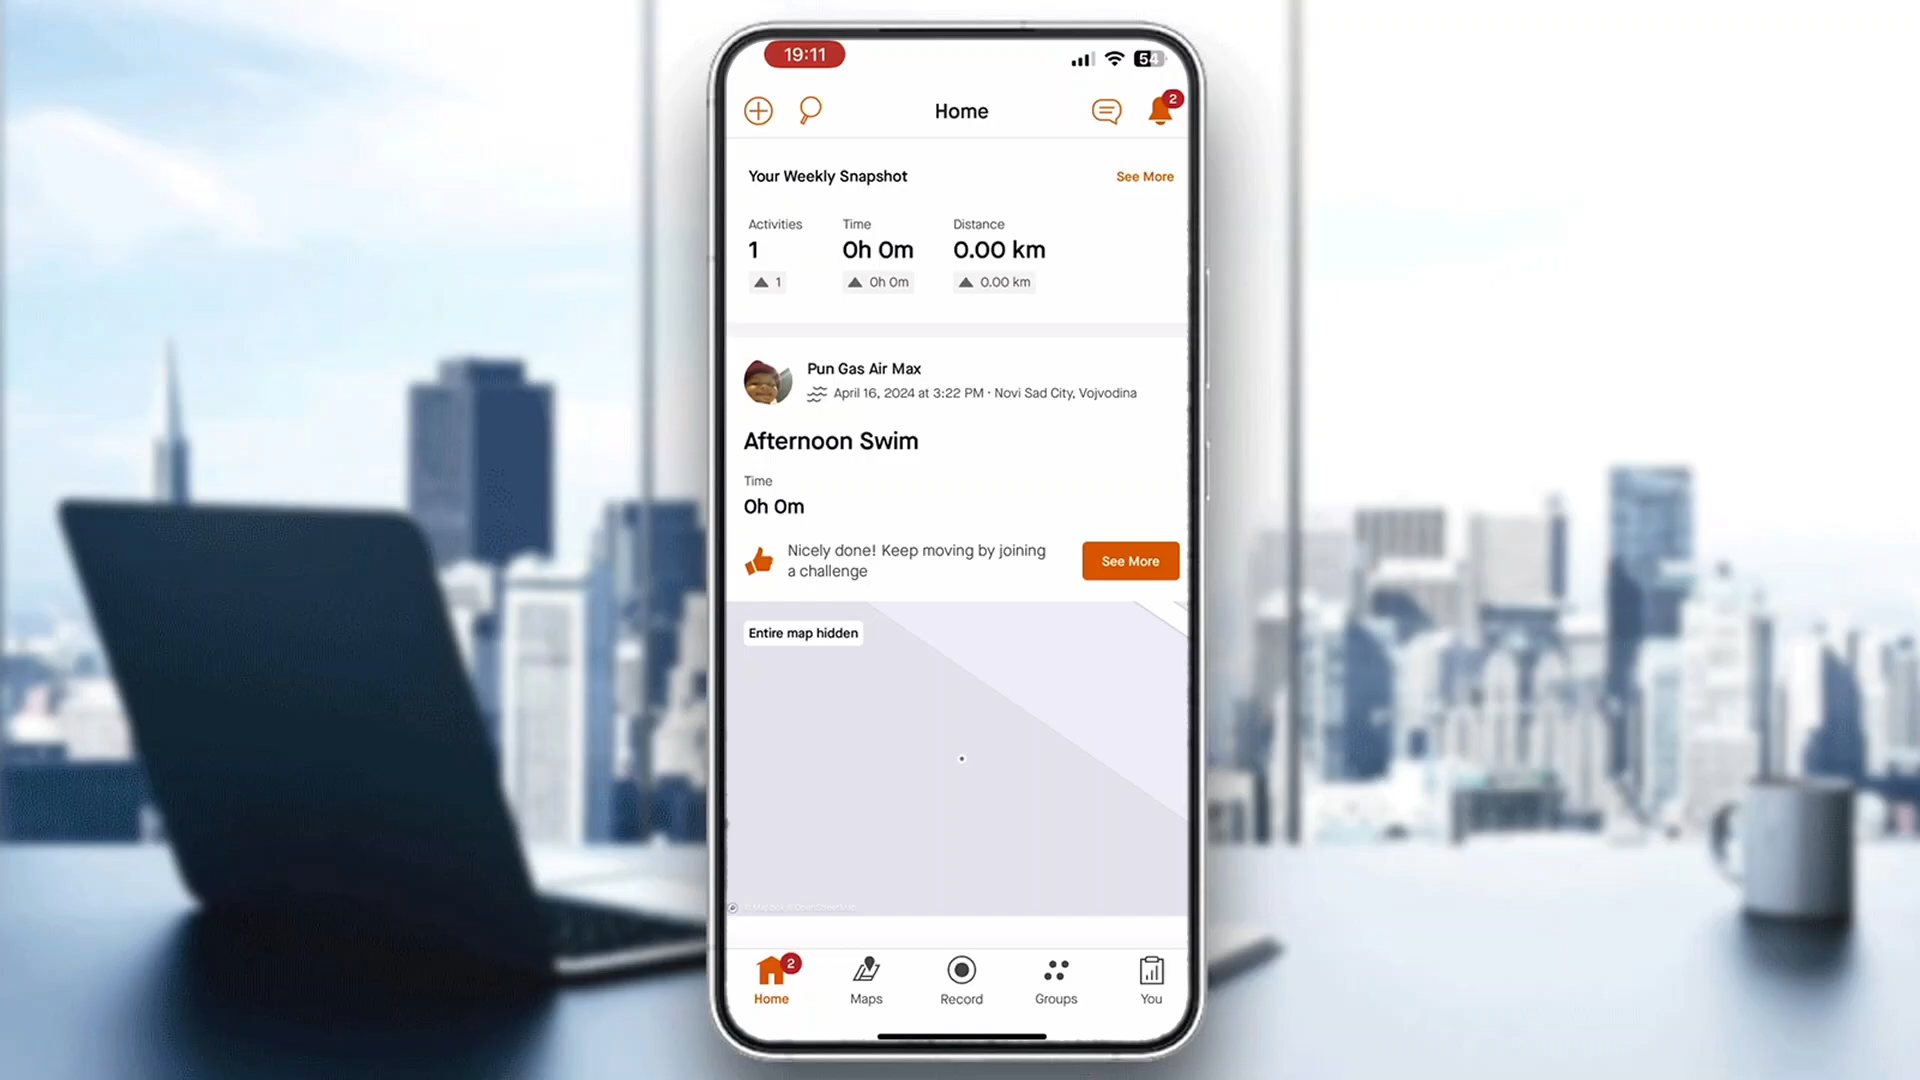 19:11
54
Home
2
Your Weekly Snapshot
See More
Activities
Time
Distance
1
0h 0m
0.00 km
1
0h 0m
0.00 km
Pun Gas Air Max
April 16, 2024 at 3:22 PM · Novi Sad City, Vojvodina
Afternoon Swim
Time
0h 0m
Nicely done! Keep moving by joining
a challenge
See More
Entire map hidden
2
Home
Maps
Record
Groups
You